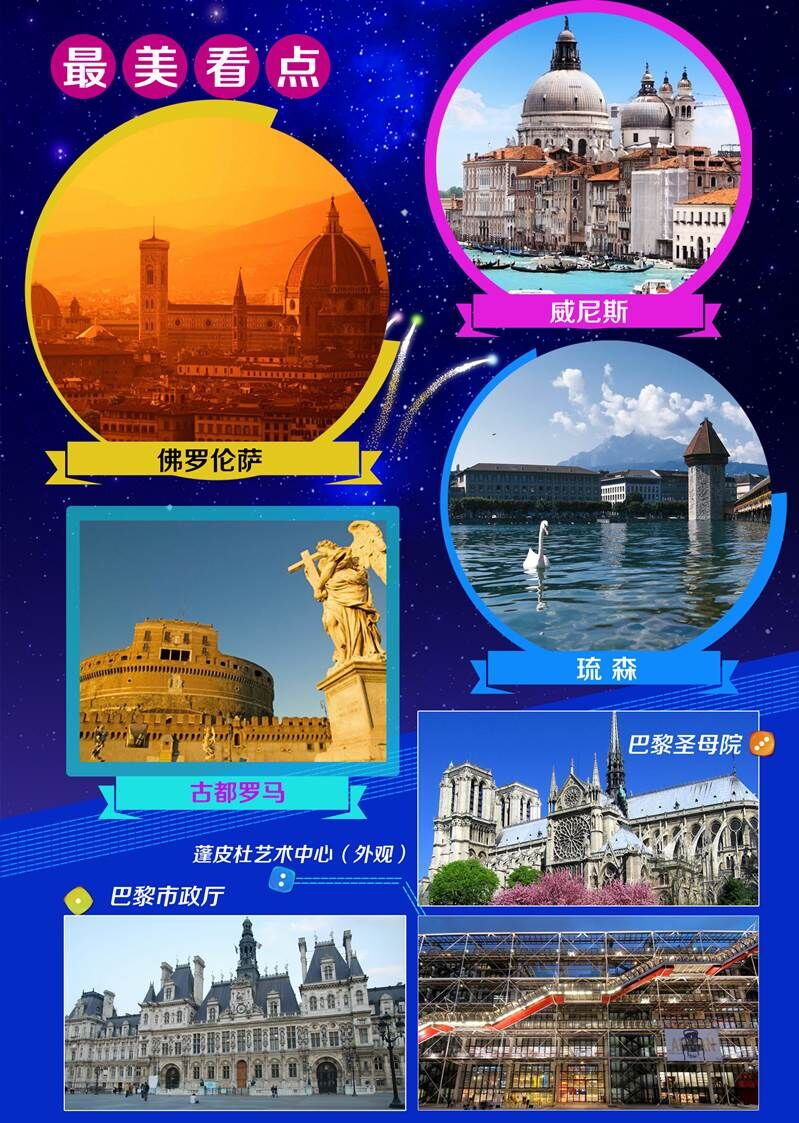 最美看点
威尼斯
佛罗伦萨
琉森
古都罗马
巴黎圣母院
蓬皮杜艺术中心（外观）
巴黎市政厅